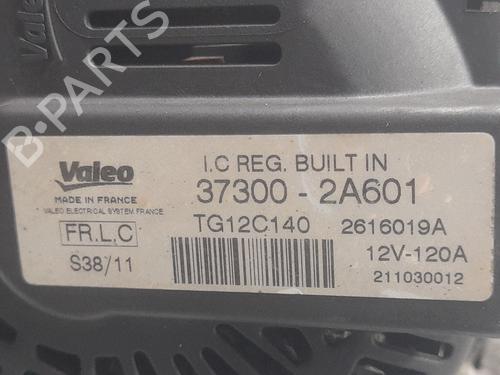 Valeo
B-PARTS
Valeo
I.C REG. BUILT IN
MADE IN FRANCE
37300 - 2A601
VALEO ELECTRICAL SYSTEM FRANCE
TG12C140 2616019A
FR.L.C
12V-120A
S38/11
211030012